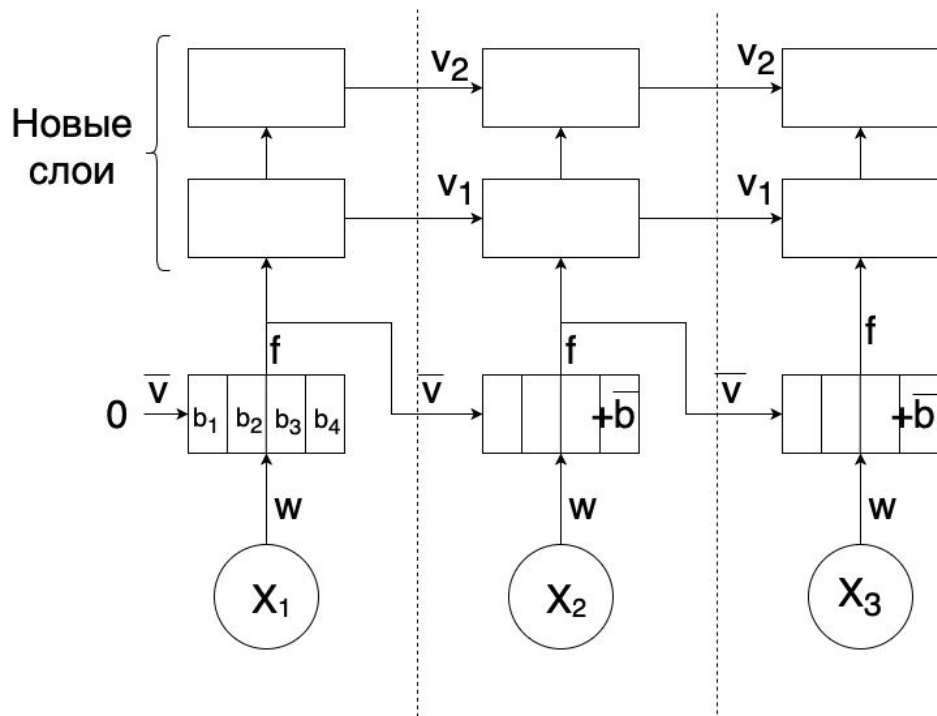 Новые
слои
v₂
v₂
v₁
v₁
f
f
f
0
v̅
b₁
b₂
b₃
b₄
v̅
+b̅
v̅
+b̅
w
w
w
X₁
X₂
X₃